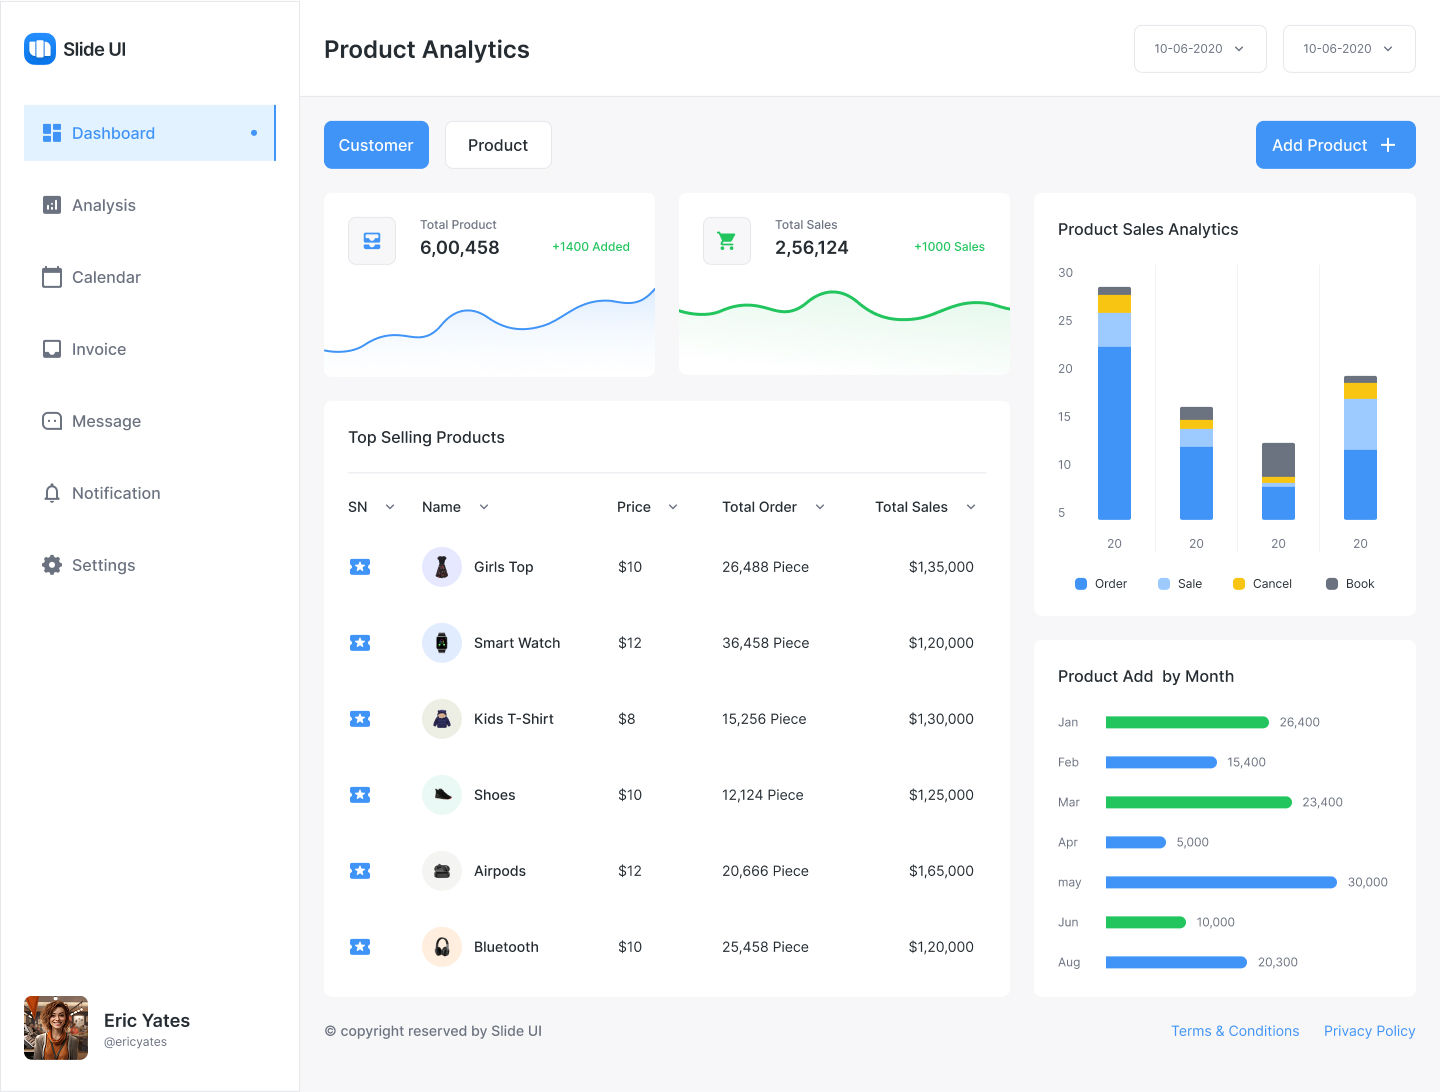 Slide UI
Dashboard
Analysis
Calendar
Invoice
Message
Notification
Settings
Eric Yates
@ericyates
Product Analytics
10-06-2020
10-06-2020
Customer
Product
Add Product
Total Product
6,00,458
+1400 Added
Total Sales
2,56,124
+1000 Sales
Top Selling Products
SN Name Price Total Order Total Sales
Girls Top $10 26,488 Piece $1,35,000
Smart Watch $12 36,458 Piece $1,20,000
Kids T-Shirt $8 15,256 Piece $1,30,000
Shoes $10 12,124 Piece $1,25,000
Airpods $12 20,666 Piece $1,65,000
Bluetooth $10 25,458 Piece $1,20,000
Product Sales Analytics
30
25
20
15
10
5
20 20 20 20
Order Sale Cancel Book
Product Add by Month
Jan 26,400
Feb 15,400
Mar 23,400
Apr 5,000
may 30,000
Jun 10,000
Aug 20,300
© copyright reserved by Slide UI
Terms & Conditions
Privacy Policy